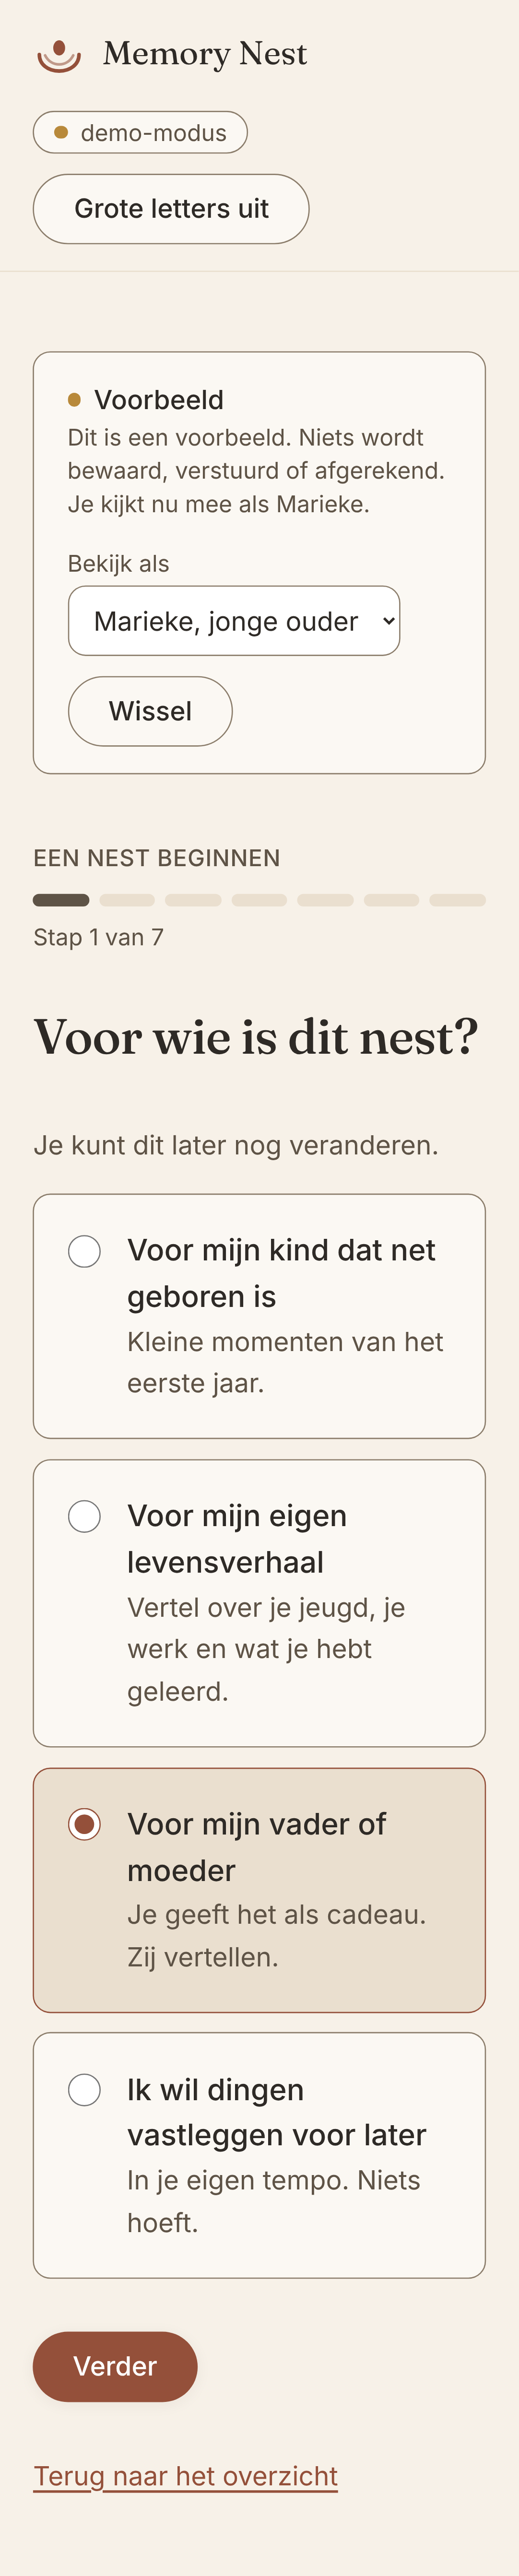 Memory Nest
demo-modus
Grote letters uit
Voorbeeld
Dit is een voorbeeld. Niets wordt
bewaard, verstuurd of afgerekend.
Je kijkt nu mee als Marieke.
Bekijk als
Marieke, jonge ouder
Wissel
EEN NEST BEGINNEN
Stap 1 van 7
Voor wie is dit nest?
Je kunt dit later nog veranderen.
Voor mijn kind dat net
geboren is
Kleine momenten van het
eerste jaar.
Voor mijn eigen
levensverhaal
Vertel over je jeugd, je
werk en wat je hebt
geleerd.
Voor mijn vader of
moeder
Je geeft het als cadeau.
Zij vertellen.
Ik wil dingen
vastleggen voor later
In je eigen tempo. Niets
hoeft.
Verder
Terug naar het overzicht